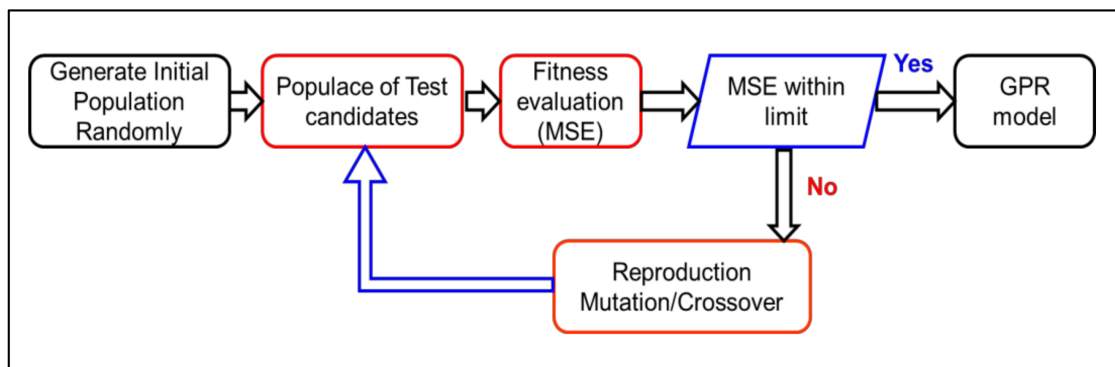 Generate Initial
Population
Randomly
Populace of Test
candidates
Fitness
evaluation
(MSE)
MSE within
limit
Yes
GPR
model
No
Reproduction
Mutation/Crossover